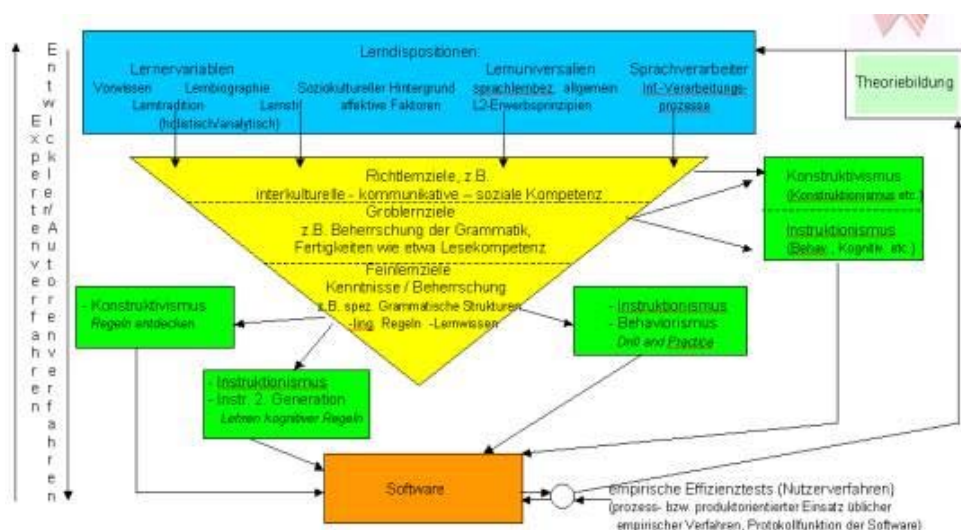 Expertenverfahren
Entwickler/Autorenverfahren
Lerndispositionen:
Lernervariablen
Vorwissen Lernbiographie Soziokultureller Hintergrund
Lerntradition Lernstil affektive Faktoren
(holistisch/analytisch)
Lernuniversalien
sprachlernbez. allgemein
L2-Erwerbsprinzipien
Sprachverarbeiter
Inf.-Verarbeitungs-
prozesse
Theoriebildung
Richtlernziele, z.B.
interkulturelle - kommunikative – soziale Kompetenz
Groblernziele
z.B. Beherrschung der Grammatik,
Fertigkeiten wie etwa Lesekompetenz
Feinlernziele
Kenntnisse / Beherrschung
z.B. spez. Grammatische Strukturen
-ling. Regeln -Lernwissen
Konstruktivismus
(Konstruktionismus etc.)
Instruktionismus
(Behav., Kognitiv. etc.)
- Konstruktivismus
Regeln entdecken
- Instruktionismus
- Behaviorismus
Drill and Practice
- Instruktionismus
- Instr. 2. Generation
Lehren kognitiver Regeln
Software
empirische Effizienztests (Nutzerverfahren)
(prozess- bzw. produktorientierter Einsatz üblicher
empirischer Verfahren, Protokollfunktion der Software)